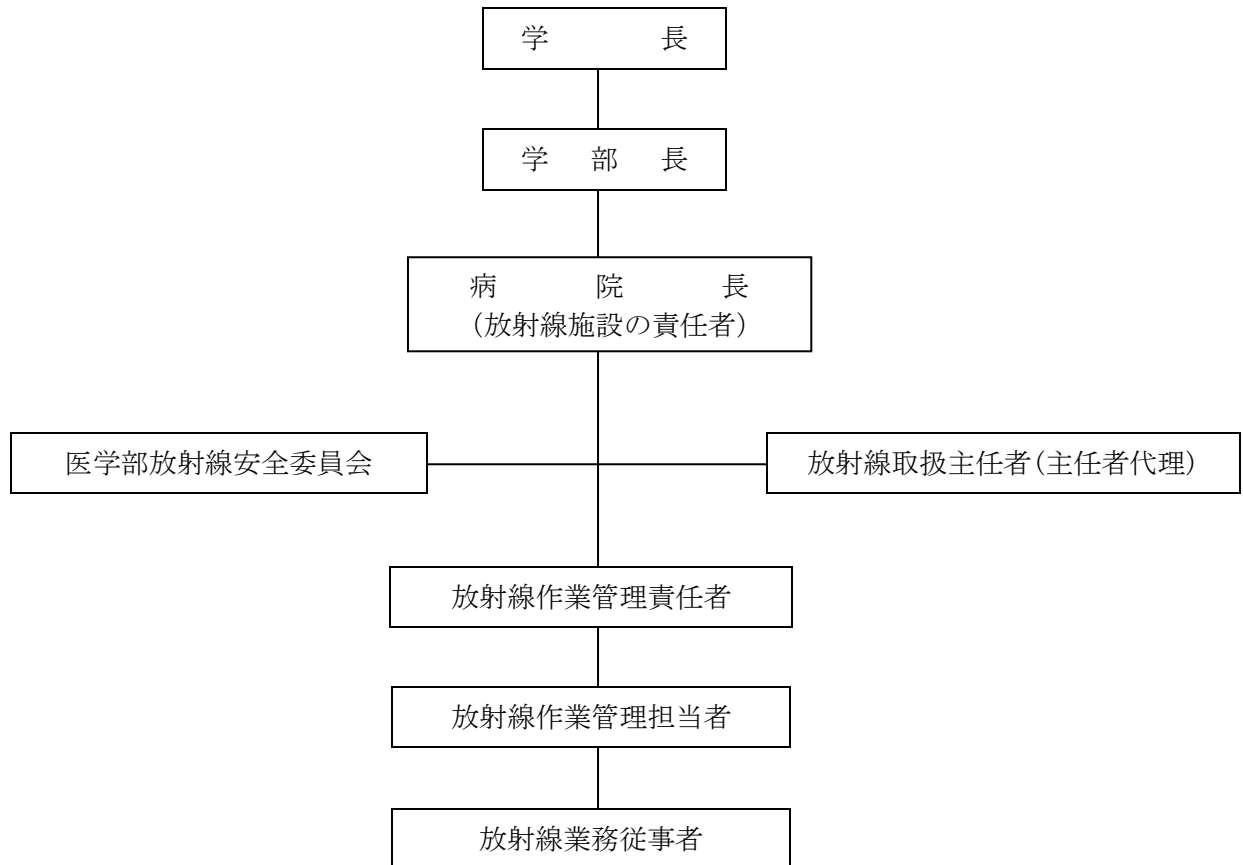 学長
学部長
病院長
(放射線施設の責任者)
医学部放射線安全委員会
放射線取扱主任者(主任者代理)
放射線作業管理責任者
放射線作業管理担当者
放射線業務従事者